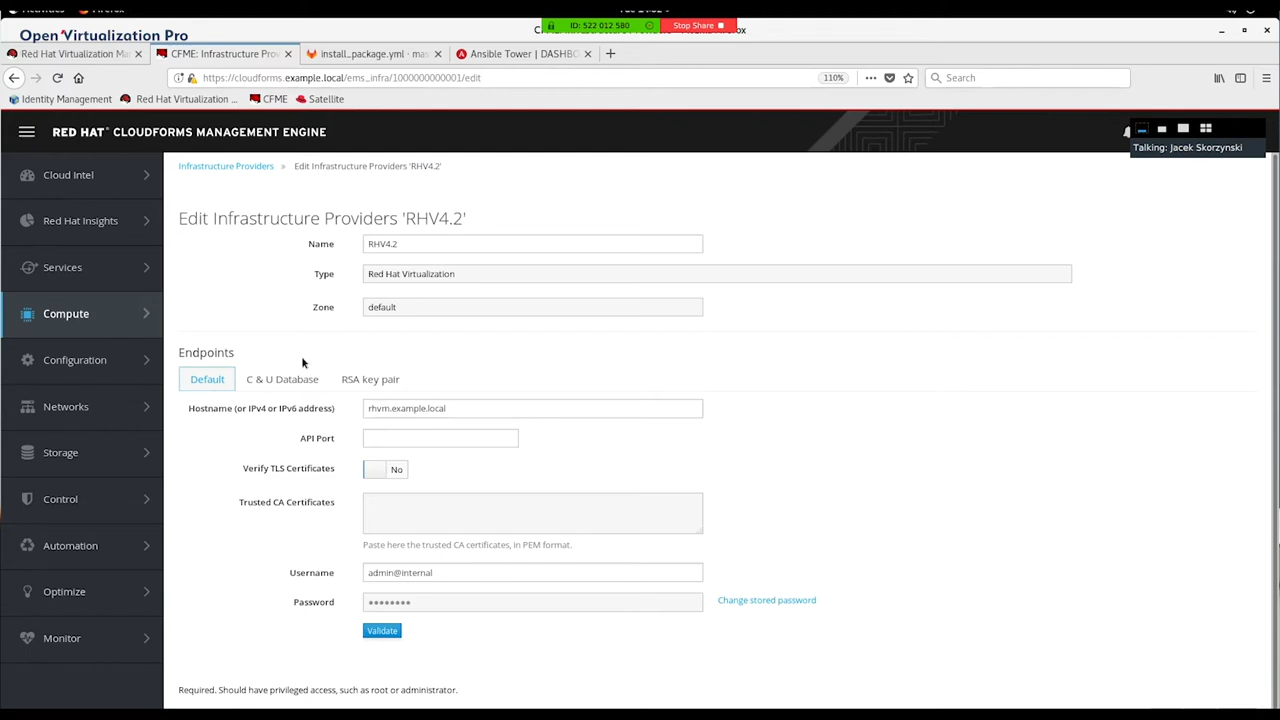 ID: 522 012 580
Stop Share
Open Virtualization Pro
Red Hat Virtualization Ma
CFME: Infrastructure Pro
install_package.yml · mas
Ansible Tower | DASHBO
https://cloudforms.example.local/ems_infra/1000000000001/edit
110%
Search
Identity Management
Red Hat Virtualization ...
CFME
Satellite
RED HAT® CLOUDFORMS MANAGEMENT ENGINE
Talking: Jacek Skorzynski
Cloud Intel
Red Hat Insights
Services
Compute
Configuration
Networks
Storage
Control
Automation
Optimize
Monitor
Infrastructure Providers » Edit Infrastructure Providers 'RHV4.2'
Edit Infrastructure Providers 'RHV4.2'
Name RHV4.2
Type Red Hat Virtualization
Zone default
Endpoints
Default C & U Database RSA key pair
Hostname (or IPv4 or IPv6 address) rhvm.example.local
API Port
Verify TLS Certificates No
Trusted CA Certificates
Paste here the trusted CA certificates, in PEM format.
Username admin@internal
Password ●●●●●●●● Change stored password
Validate
Required. Should have privileged access, such as root or administrator.